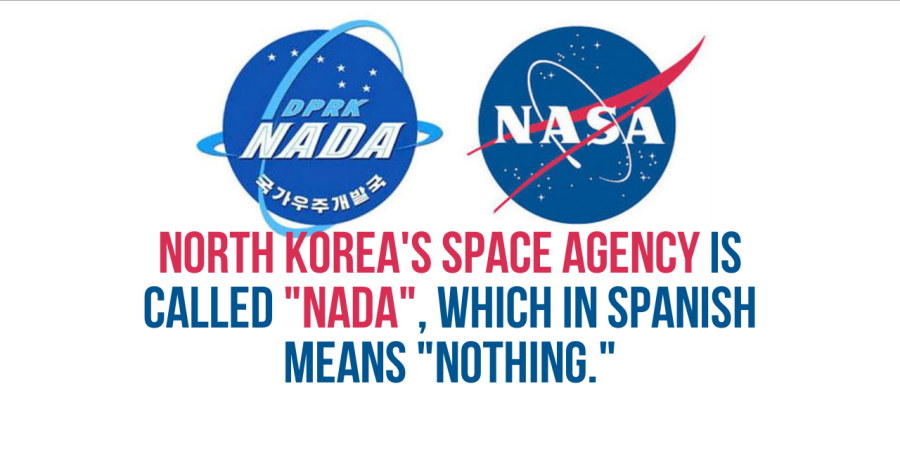 DPRK
NADA
국가우주개발국
NASA
NORTH KOREA'S SPACE AGENCY IS
CALLED "NADA", WHICH IN SPANISH
MEANS "NOTHING."